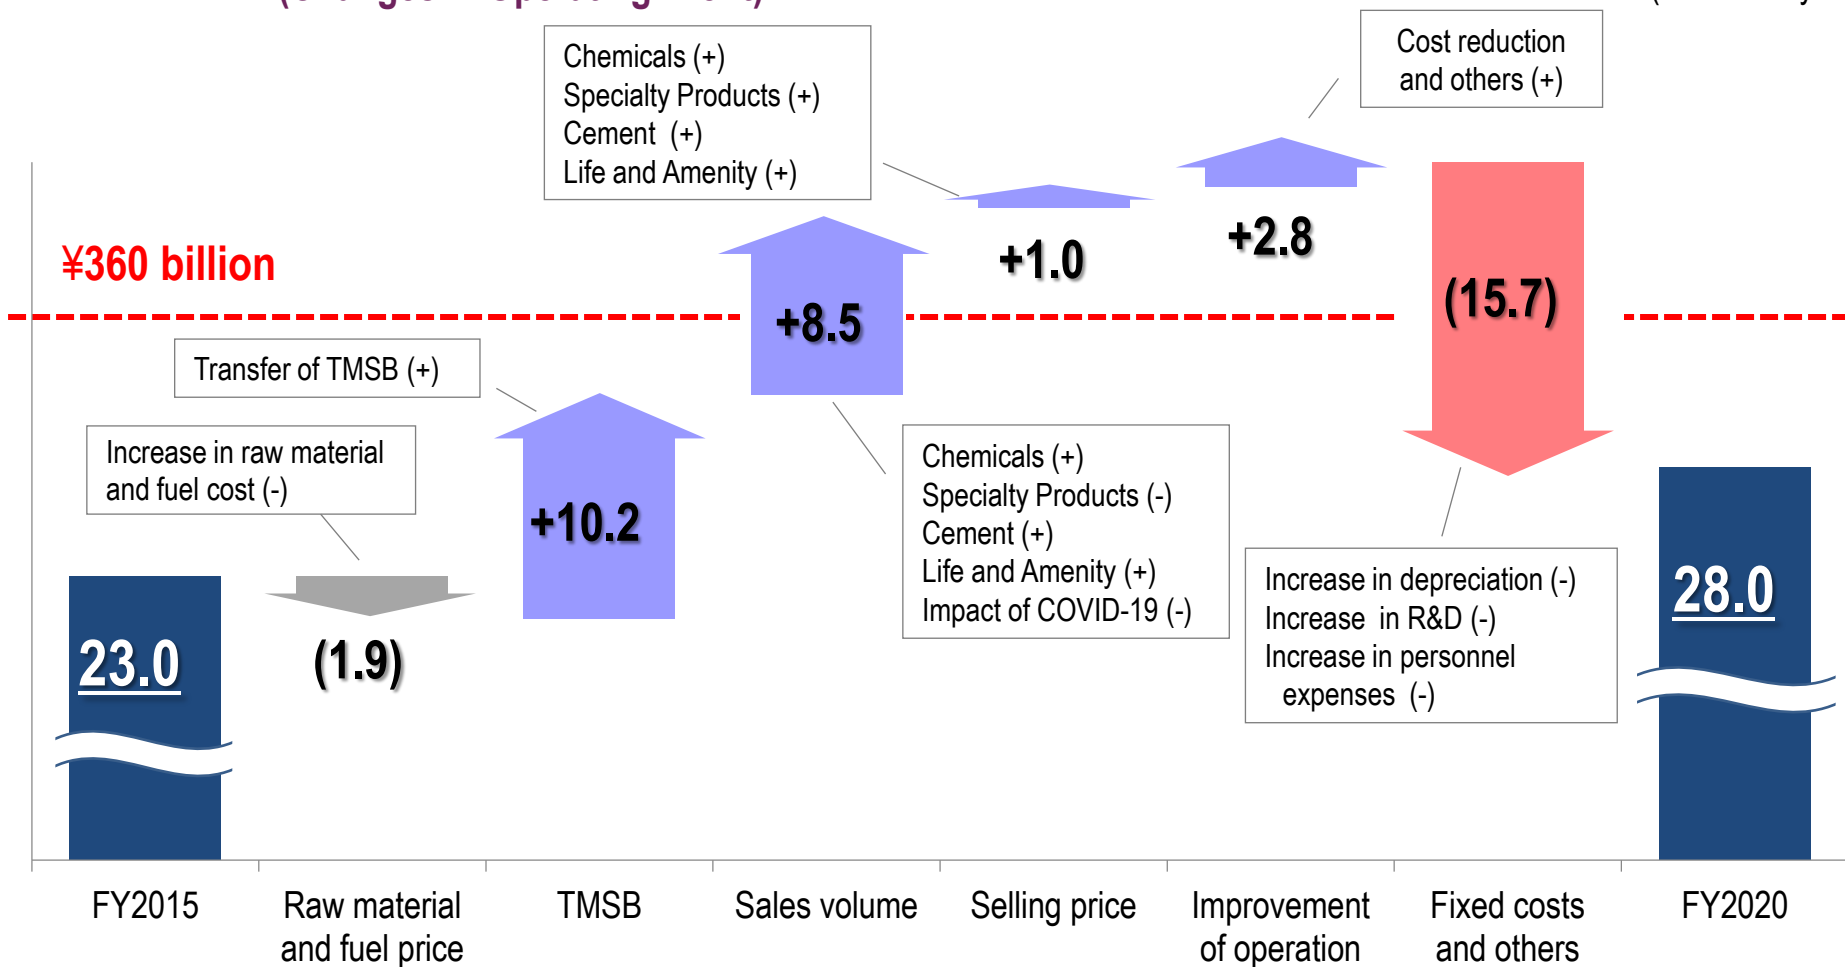 Chemicals (+)
Specialty Products (+)
Cement (+)
Life and Amenity (+)
Cost reduction
and others (+)
¥360 billion
+1.0
+2.8
(15.7)
+8.5
Transfer of TMSB (+)
Increase in raw material
and fuel cost (-)
+10.2
Chemicals (+)
Specialty Products (-)
Cement (+)
Life and Amenity (+)
Impact of COVID-19 (-)
Increase in depreciation (-)
Increase in R&D (-)
Increase in personnel
expenses (-)
23.0
(1.9)
28.0
FY2015
Raw material
and fuel price
TMSB
Sales volume
Selling price
Improvement
of operation
Fixed costs
and others
FY2020